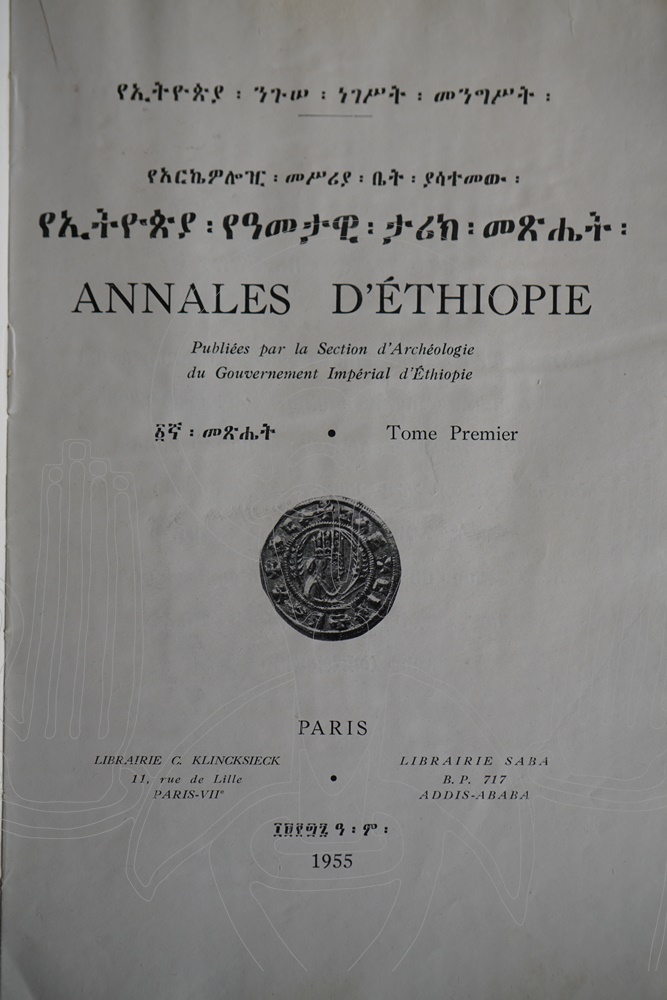 የኢትዮጵያ ፡ ንጉሠ ፡ ነገሥት ፡ መንግሥት ፡
የአርኬዎሎዢ ፡ መሥሪያ ፡ ቤት ፡ ያሳተመው ፡
የኢትዮጵያ ፡ የዓመታዊ ፡ ታሪክ ፡ መጽሔት ፡
ANNALES D'ÉTHIOPIE
Publiées par la Section d'Archéologie
du Gouvernement Impérial d'Éthiopie
፩ኛ ፡ መጽሔት • Tome Premier
PARIS
LIBRAIRIE C. KLINCKSIECK
11, rue de Lille
PARIS-VIIe
•
LIBRAIRIE SABA
B.P. 717
ADDIS-ABABA
ዓ ፡ ም ፡
1955